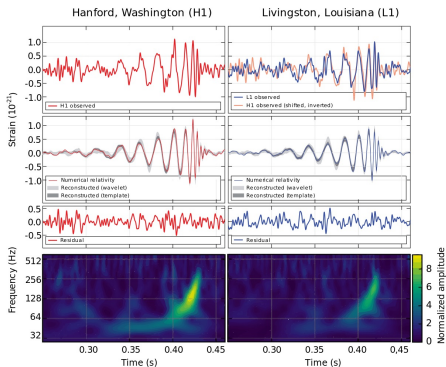 Hanford, Washington (H1)
Livingston, Louisiana (L1)
1.0
0.5
0.0
-0.5
-1.0
H1 observed
L1 observed
H1 observed (shifted, inverted)
Strain (10⁻²¹)
1.0
0.5
0.0
-0.5
-1.0
Numerical relativity
Reconstructed (wavelet)
Reconstructed (template)
Numerical relativity
Reconstructed (wavelet)
Reconstructed (template)
0.5
0.0
-0.5
Residual
Residual
Frequency (Hz)
512
256
128
64
32
0.30
0.35
0.40
0.45
Time (s)
0.30
0.35
0.40
0.45
Time (s)
8
6
4
2
0
Normalized amplitude